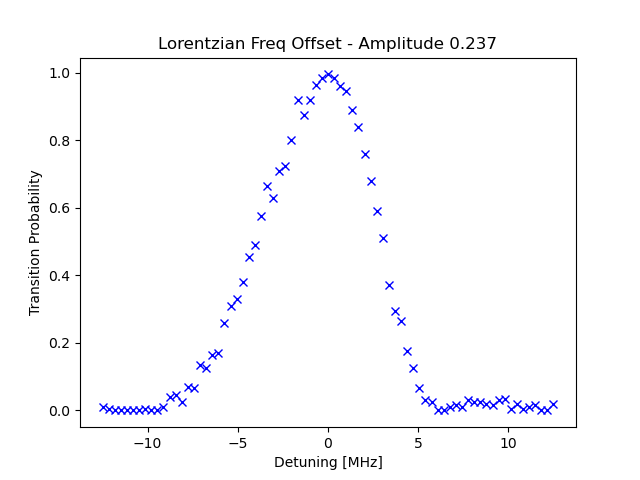 Lorentzian Freq Offset - Amplitude 0.237
Transition Probability
1.0
0.8
0.6
0.4
0.2
0.0
−10 −5 0 5 10
Detuning [MHz]